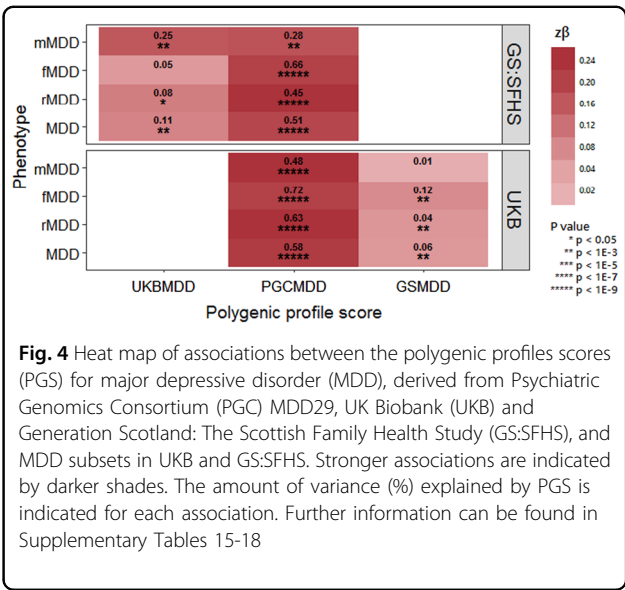 zβ
mMDD 0.25 ** 0.28 **
fMDD 0.05 0.66 *****
rMDD 0.08 * 0.45 *****
MDD 0.11 ** 0.51 *****
GS:SFHS
mMDD 0.48 ***** 0.01
fMDD 0.72 ***** 0.12 **
rMDD 0.63 ***** 0.04 **
MDD 0.58 ***** 0.06 **
UKB
Phenotype
UKBMDD PGCMDD GSMDD
Polygenic profile score
0.24
0.20
0.16
0.12
0.08
0.04
0.02
P value
* p < 0.05
** p < 1E-3
*** p < 1E-5
**** p < 1E-7
***** p < 1E-9
Fig. 4 Heat map of associations between the polygenic profiles scores
(PGS) for major depressive disorder (MDD), derived from Psychiatric
Genomics Consortium (PGC) MDD29, UK Biobank (UKB) and
Generation Scotland: The Scottish Family Health Study (GS:SFHS), and
MDD subsets in UKB and GS:SFHS. Stronger associations are indicated
by darker shades. The amount of variance (%) explained by PGS is
indicated for each association. Further information can be found in
Supplementary Tables 15-18